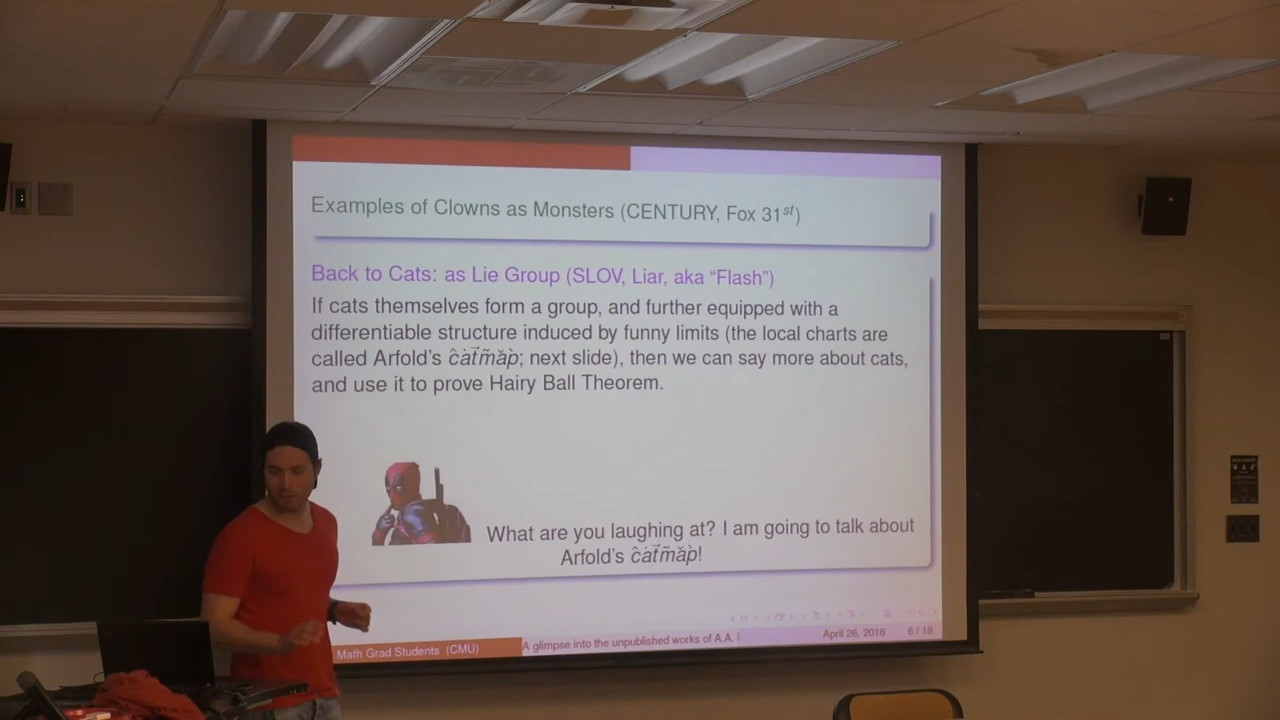 Examples of Clowns as Monsters (CENTURY, Fox 31ˢᵗ)
Back to Cats: as Lie Group (SLOV, Liar, aka “Flash”)
If cats themselves form a group, and further equipped with a
differentiable structure induced by funny limits (the local charts are
called Arfold’s ĉȧt⃗m̃ăp̀; next slide), then we can say more about cats,
and use it to prove Hairy Ball Theorem.
What are you laughing at? I am going to talk about
Arfold’s ĉȧt⃗m̃ăp̀!
Math Grad Students (CMU)
A glimpse into the unpublished works of A.A.
April 26, 2016
6 / 18